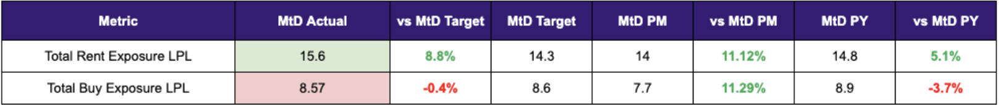 Metric MtD Actual vs MtD Target MtD Target MtD PM vs MtD PM MtD PY vs MtD PY
Total Rent Exposure LPL 15.6 8.8% 14.3 14 11.12% 14.8 5.1%
Total Buy Exposure LPL 8.57 -0.4% 8.6 7.7 11.29% 8.9 -3.7%